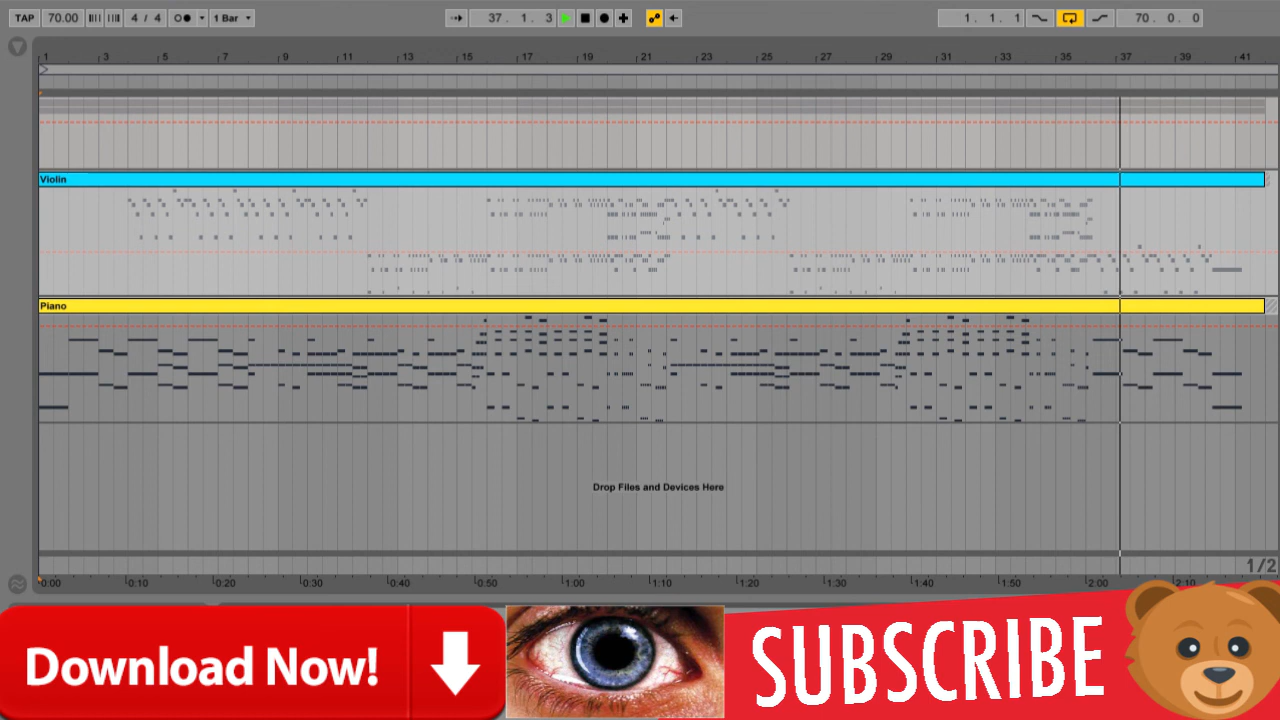 TAP 70.00 4 / 4 1 Bar 37. 1. 3 1. 1. 1 70. 0. 0
1 3 5 7 9 11 13 15 17 19 21 23 25 27 29 31 33 35 37 39 41
Violin
Piano
Drop Files and Devices Here
1/2
0:00 0:10 0:20 0:30 0:40 0:50 1:00 1:10 1:20 1:30 1:40 1:50 2:00 2:10
Download Now! SUBSCRIBE